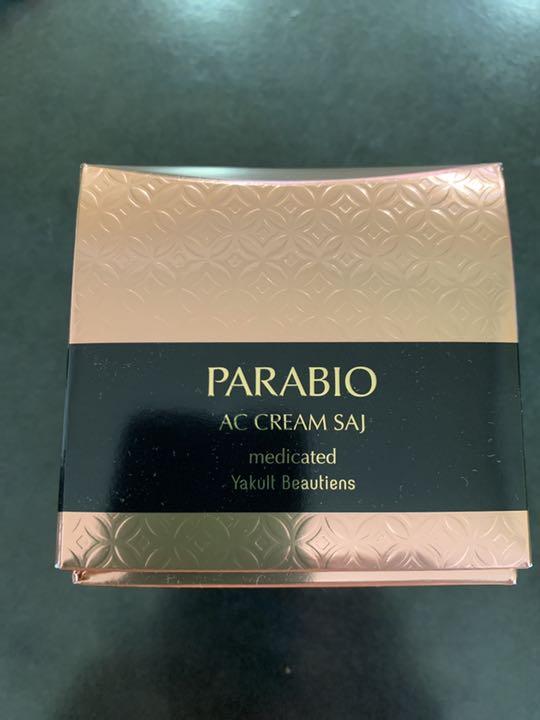 PARABIO
AC CREAM SAJ
medicated
Yakult Beautiens